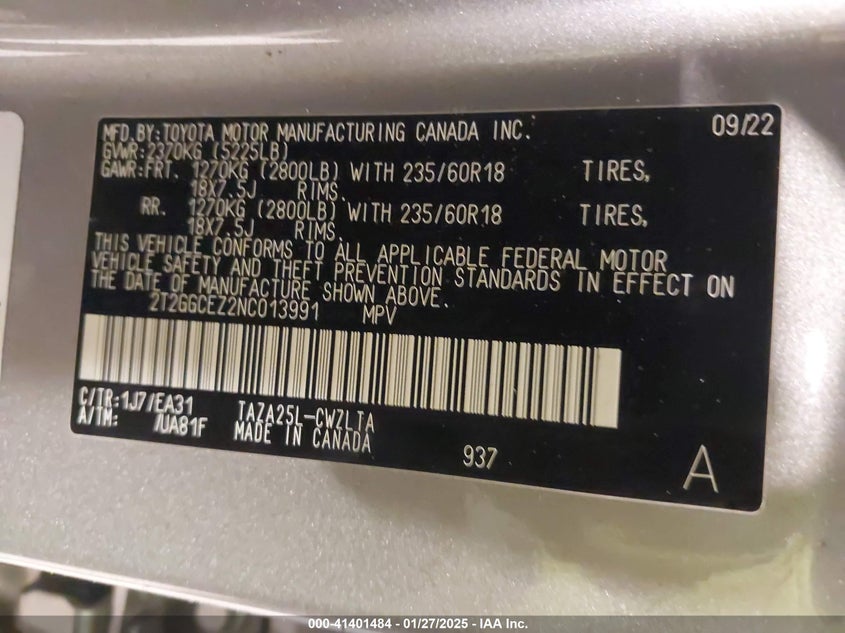 MFD.BY:TOYOTA MOTOR MANUFACTURING CANADA INC. 09/22
GVWR:2370KG (5225LB)
GAWR:FRT. 1270KG (2800LB) WITH 235/60R18 TIRES,
18X7.5J RIMS,
RR. 1270KG (2800LB) WITH 235/60R18 TIRES,
18X7.5J RIMS
THIS VEHICLE CONFORMS TO ALL APPLICABLE FEDERAL MOTOR
VEHICLE SAFETY AND THEFT PREVENTION STANDARDS IN EFFECT ON
THE DATE OF MANUFACTURE SHOWN ABOVE.
2T2GGCEZ2NC013991 MPV
C/TR:1J7/EA31 TAZA25L-CWZLTA
A/TM: /UA81F MADE IN CANADA
937
A
000-41401484 - 01/27/2025 - IAA Inc.